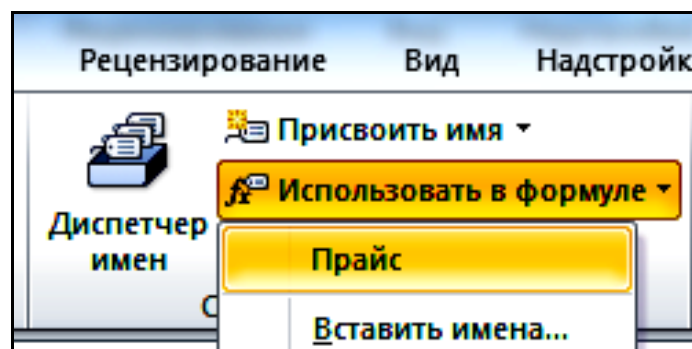 Рецензирование Вид Надстройк
Присвоить имя
Использовать в формуле
Диспетчер
имен
Прайс
С
Вставить имена...